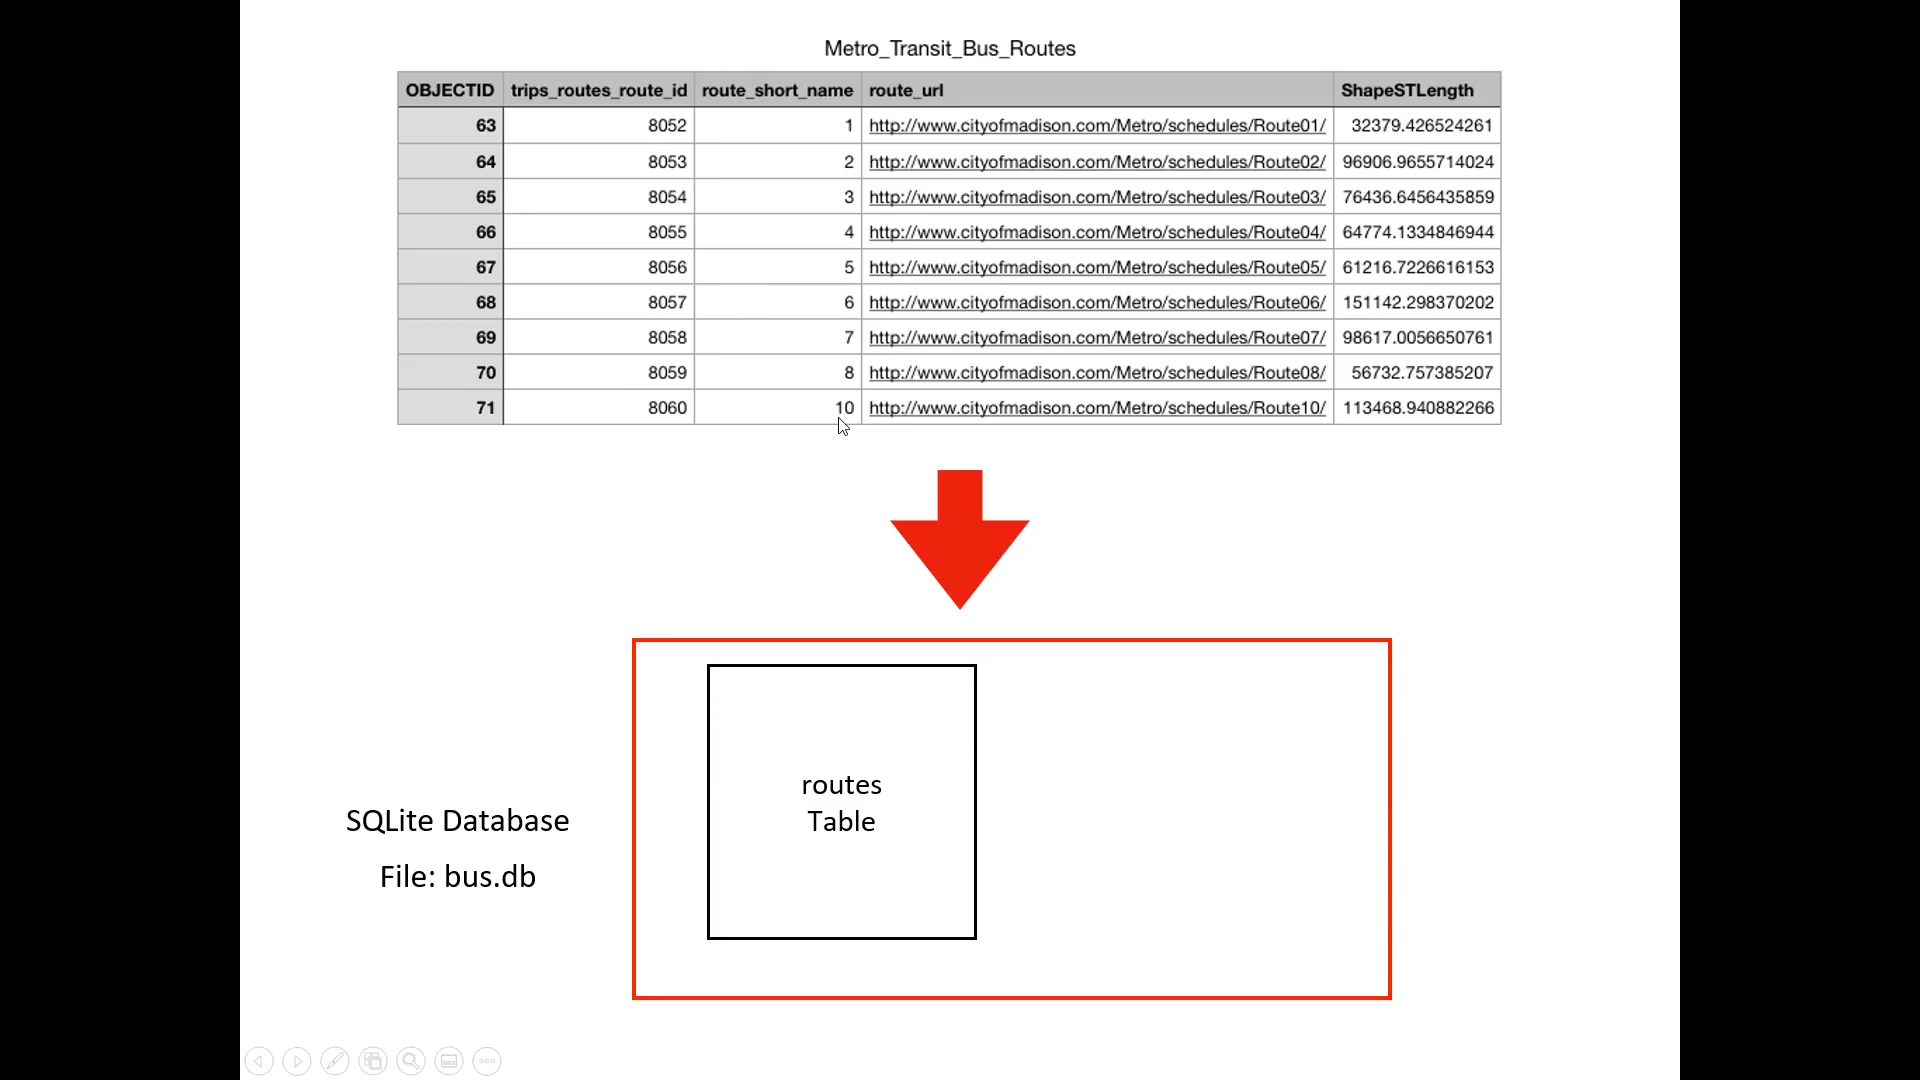 Metro_Transit_Bus_Routes
OBJECTID trips_routes_route_id route_short_name route_url ShapeSTLength
63 8052 1 http://www.cityofmadison.com/Metro/schedules/Route01/ 32379.426524261
64 8053 2 http://www.cityofmadison.com/Metro/schedules/Route02/ 96906.9655714024
65 8054 3 http://www.cityofmadison.com/Metro/schedules/Route03/ 76436.6456435859
66 8055 4 http://www.cityofmadison.com/Metro/schedules/Route04/ 64774.1334846944
67 8056 5 http://www.cityofmadison.com/Metro/schedules/Route05/ 61216.7226616153
68 8057 6 http://www.cityofmadison.com/Metro/schedules/Route06/ 151142.298370202
69 8058 7 http://www.cityofmadison.com/Metro/schedules/Route07/ 98617.0056650761
70 8059 8 http://www.cityofmadison.com/Metro/schedules/Route08/ 56732.757385207
71 8060 10 http://www.cityofmadison.com/Metro/schedules/Route10/ 113468.940882266
routes
Table
SQLite Database
File: bus.db